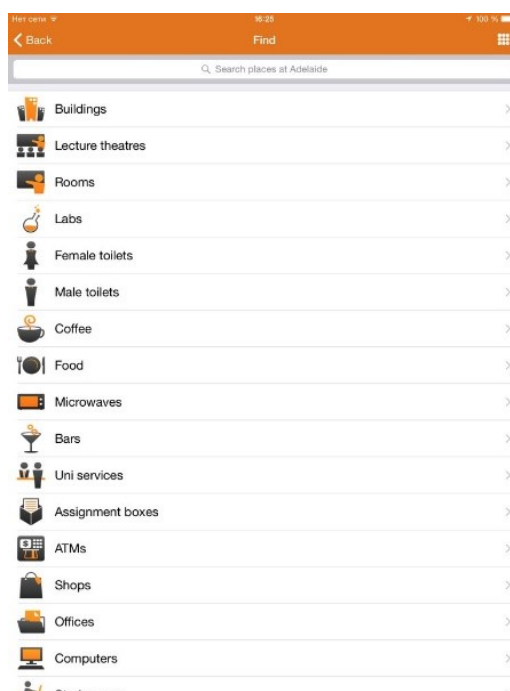 Нет сети 16:25 100 %
Back Find
Search places at Adelaide
Buildings
Lecture theatres
Rooms
Labs
Female toilets
Male toilets
Coffee
Food
Microwaves
Bars
Uni services
Assignment boxes
ATMs
Shops
Offices
Computers